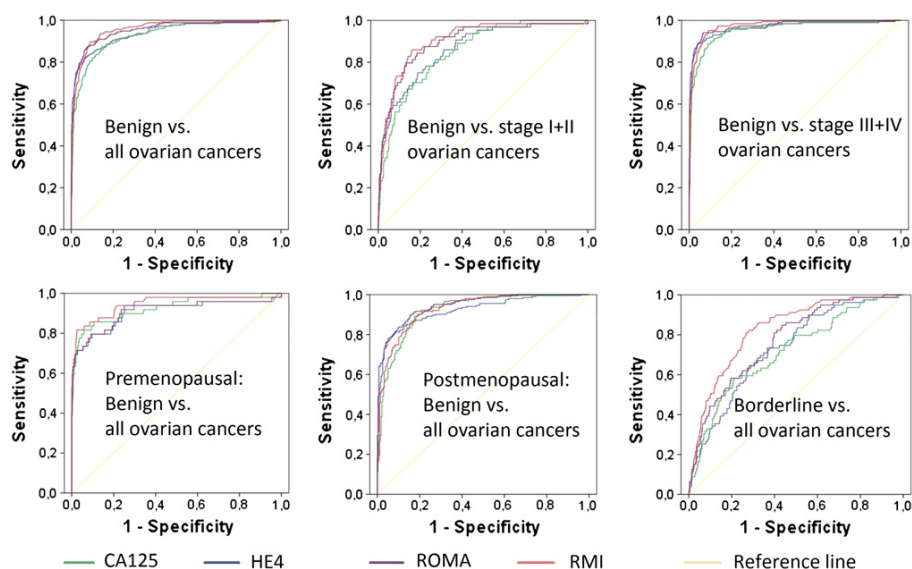 1,0
0,8
0,6
0,4
0,2
0,0
Sensitivity
Benign vs.
all ovarian cancers
0,0 0,2 0,4 0,6 0,8 1,0
1 - Specificity
1,0
0,8
0,6
0,4
0,2
0,0
Sensitivity
Benign vs. stage I+II
ovarian cancers
0,0 0,2 0,4 0,6 0,8 1,0
1 - Specificity
1,0
0,8
0,6
0,4
0,2
0,0
Sensitivity
Benign vs. stage III+IV
ovarian cancers
0,0 0,2 0,4 0,6 0,8 1,0
1 - Specificity
1,0
0,8
0,6
0,4
0,2
0,0
Sensitivity
Premenopausal:
Benign vs.
all ovarian cancers
0,0 0,2 0,4 0,6 0,8 1,0
1 - Specificity
1,0
0,8
0,6
0,4
0,2
0,0
Sensitivity
Postmenopausal:
Benign vs.
all ovarian cancers
0,0 0,2 0,4 0,6 0,8 1,0
1 - Specificity
1,0
0,8
0,6
0,4
0,2
0,0
Sensitivity
Borderline vs.
all ovarian cancers
0,0 0,2 0,4 0,6 0,8 1,0
1 - Specificity
CA125 HE4 ROMA RMI Reference line